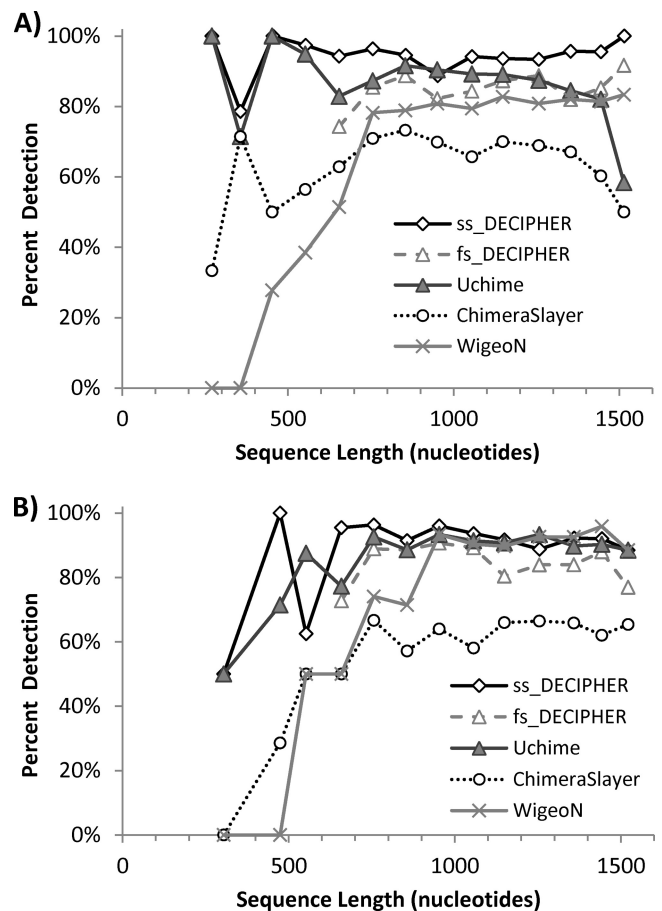 A)
100%
80%
60%
40%
20%
0%
Percent Detection
ss_DECIPHER
fs_DECIPHER
Uchime
ChimeraSlayer
WigeoN
0 500 1000 1500
Sequence Length (nucleotides)
B)
100%
80%
60%
40%
20%
0%
Percent Detection
ss_DECIPHER
fs_DECIPHER
Uchime
ChimeraSlayer
WigeoN
0 500 1000 1500
Sequence Length (nucleotides)